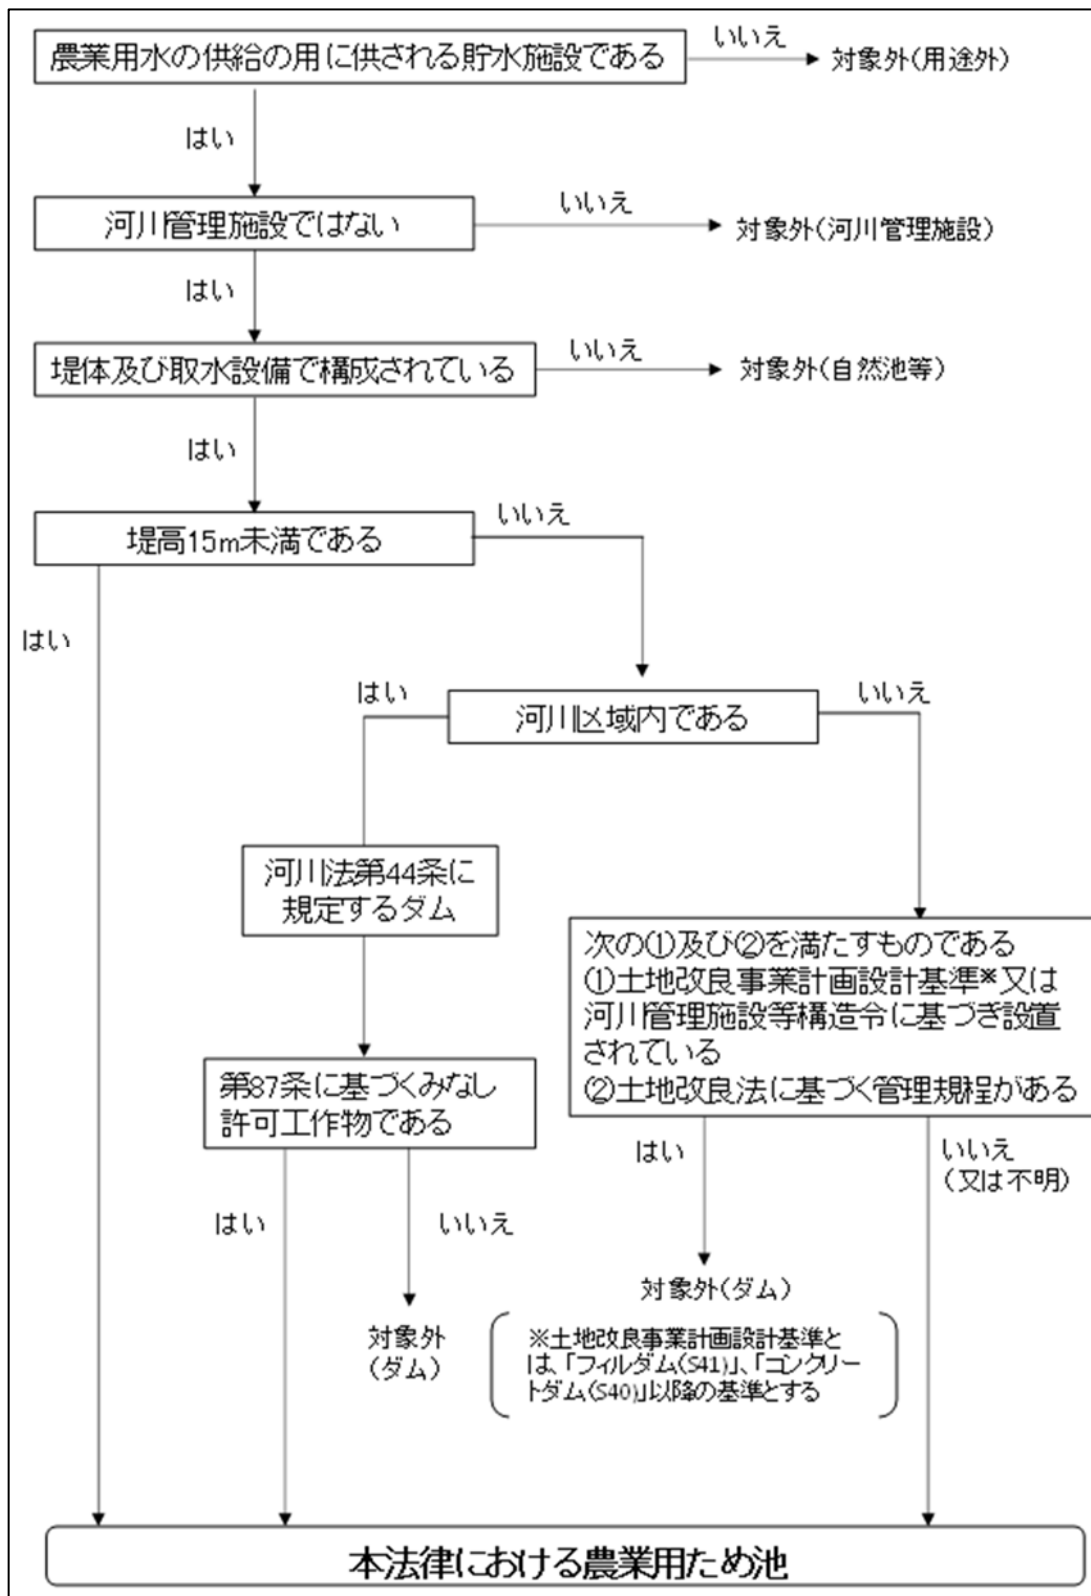 農業用水の供給の用に供される貯水施設である
いいえ
対象外(用途外)
はい
河川管理施設ではない
いいえ
対象外(河川管理施設)
はい
堤体及び取水設備で構成されている
いいえ
対象外(自然池等)
はい
堤高15m未満である
いいえ
はい
はい
河川区域内である
いいえ
河川法第44条に
規定するダム
次の①及び②を満たすものである
①土地改良事業計画設計基準※又は
河川管理施設等構造令に基づき設置
されている
②土地改良法に基づく管理規程がある
第87条に基づくみなし
許可工作物である
はい
いいえ
(又は不明)
はい
いいえ
対象外(ダム)
対象外
(ダム)
※土地改良事業計画設計基準と
は、「フィルダム(S41)」、「コンクリー
トダム(S40)」以降の基準とする
本法律における農業用ため池